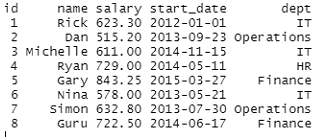 id name salary start_date dept
1 Rick 623.30 2012-01-01 IT
2 Dan 515.20 2013-09-23 Operations
3 Michelle 611.00 2014-11-15 IT
4 Ryan 729.00 2014-05-11 HR
5 Gary 843.25 2015-03-27 Finance
6 Nina 578.00 2013-05-21 IT
7 Simon 632.80 2013-07-30 Operations
8 Guru 722.50 2014-06-17 Finance